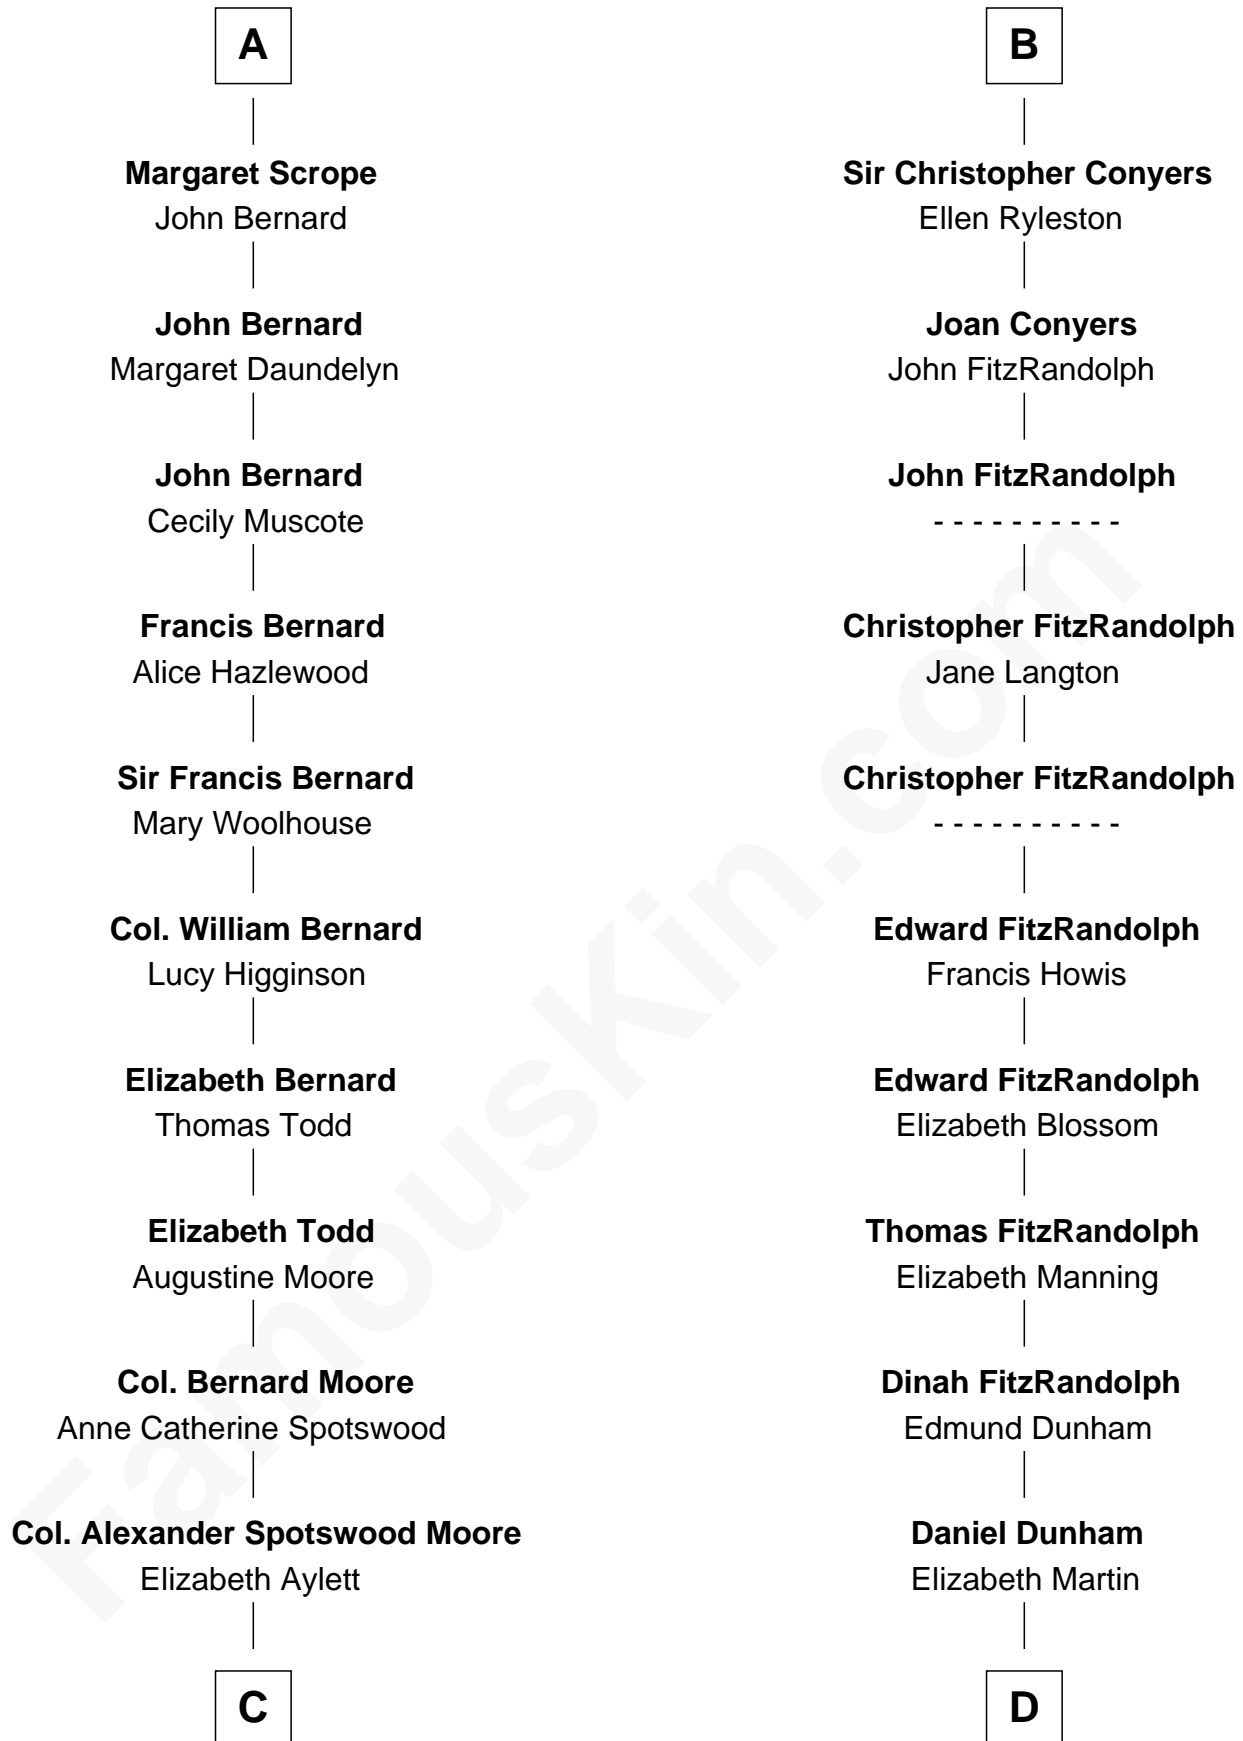 A
Margaret Scrope
John Bernard
John Bernard
Margaret Daundelyn
John Bernard
Cecily Muscote
Francis Bernard
Alice Hazlewood
Sir Francis Bernard
Mary Woolhouse
Col. William Bernard
Lucy Higginson
Elizabeth Bernard
Thomas Todd
Elizabeth Todd
Augustine Moore
Col. Bernard Moore
Anne Catherine Spotswood
Col. Alexander Spotswood Moore
Elizabeth Aylett
C
B
Sir Christopher Conyers
Ellen Ryleston
Joan Conyers
John FitzRandolph
John FitzRandolph
- - - - - - - - - -
Christopher FitzRandolph
Jane Langton
Christopher FitzRandolph
- - - - - - - - - -
Edward FitzRandolph
Francis Howis
Edward FitzRandolph
Elizabeth Blossom
Thomas FitzRandolph
Elizabeth Manning
Dinah FitzRandolph
Edmund Dunham
Daniel Dunham
Elizabeth Martin
D
FamousKin.com